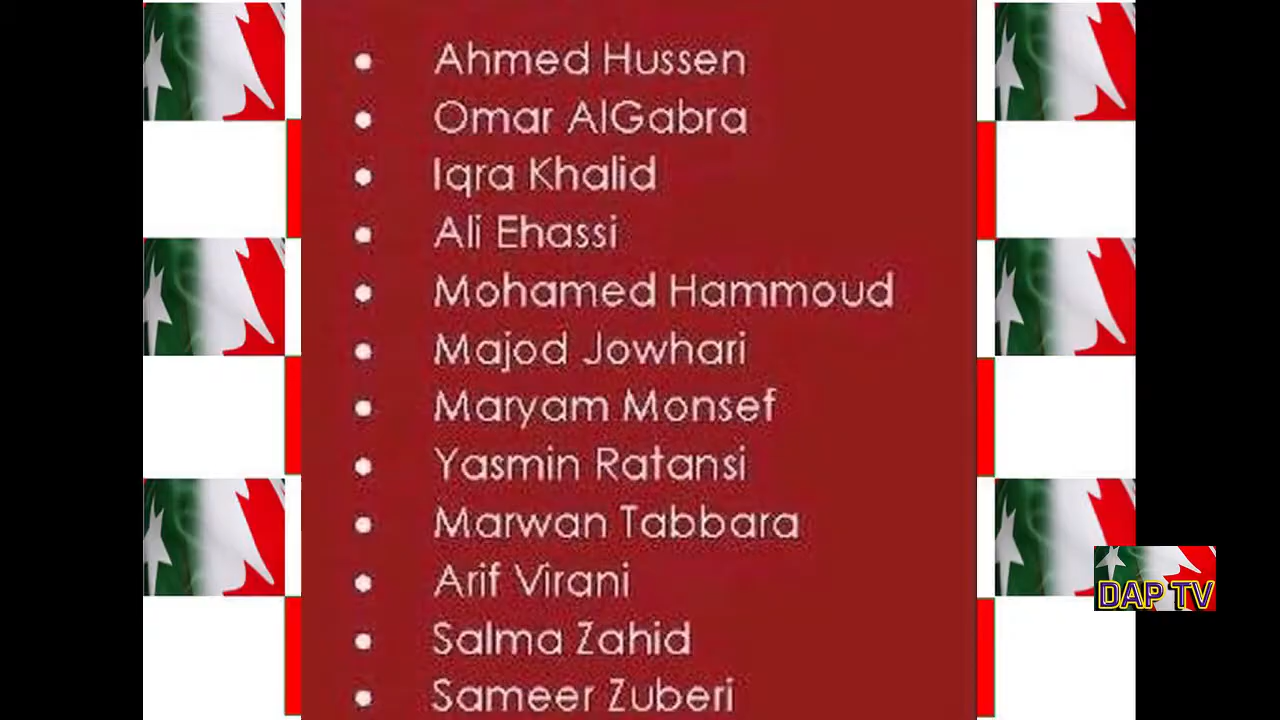 Ahmed Hussen
Omar AlGabra
Iqra Khalid
Ali Ehassi
Mohamed Hammoud
Majod Jowhari
Maryam Monsef
Yasmin Ratansi
Marwan Tabbara
Arif Virani
Salma Zahid
Sameer Zuberi
DAP TV